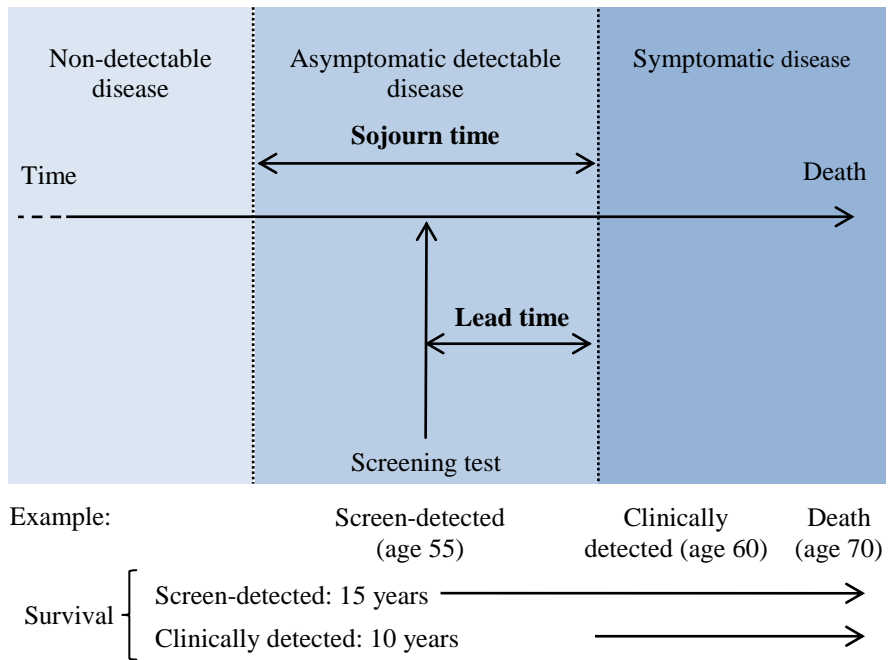 Non-detectable
disease
Asymptomatic detectable
disease
Symptomatic disease
Sojourn time
Time
Death
Lead time
Screening test
Example:
Screen-detected
(age 55)
Clinically
detected (age 60)
Death
(age 70)
Survival
Screen-detected: 15 years
Clinically detected: 10 years